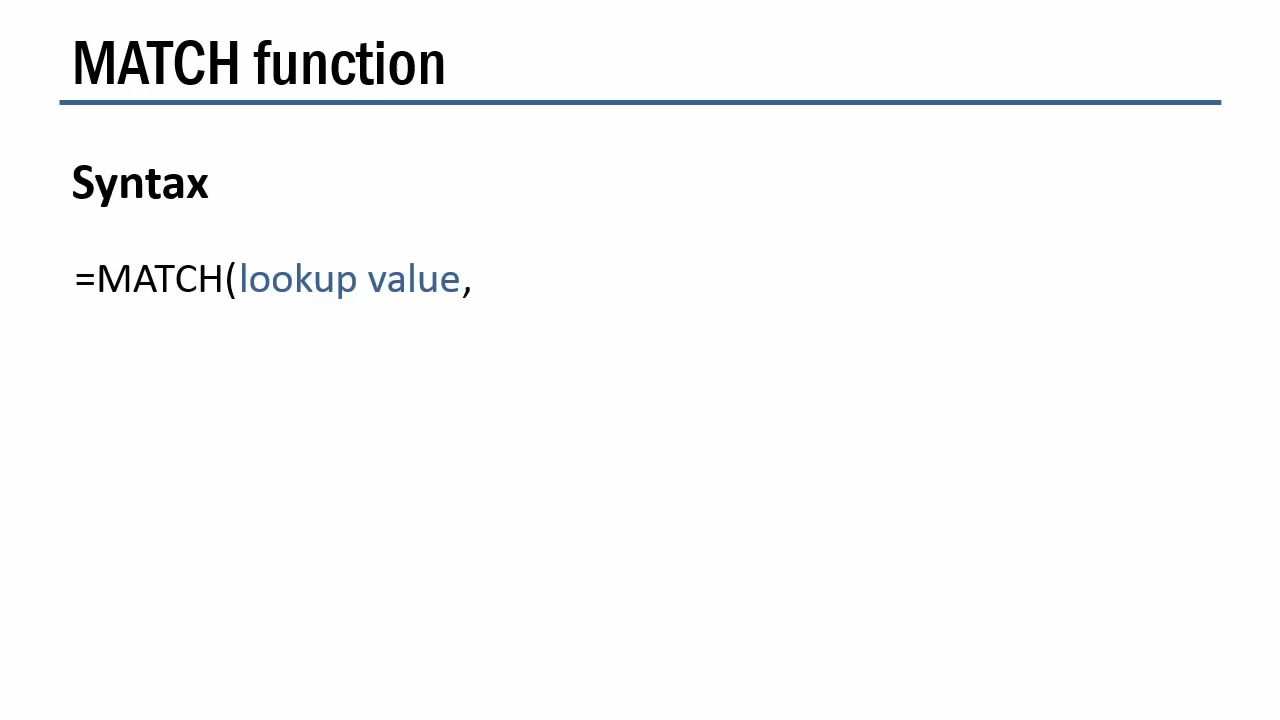 MATCH function
Syntax
=MATCH(lookup value,